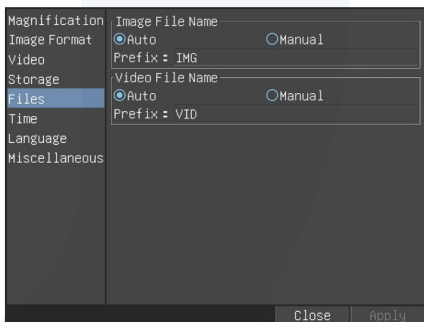 Magnification
Image Format
Video
Storage
Files
Time
Language
Miscellaneous
Image File Name
Auto Manual
Prefix: IMG
Video File Name
Auto Manual
Prefix: VID
Close Apply